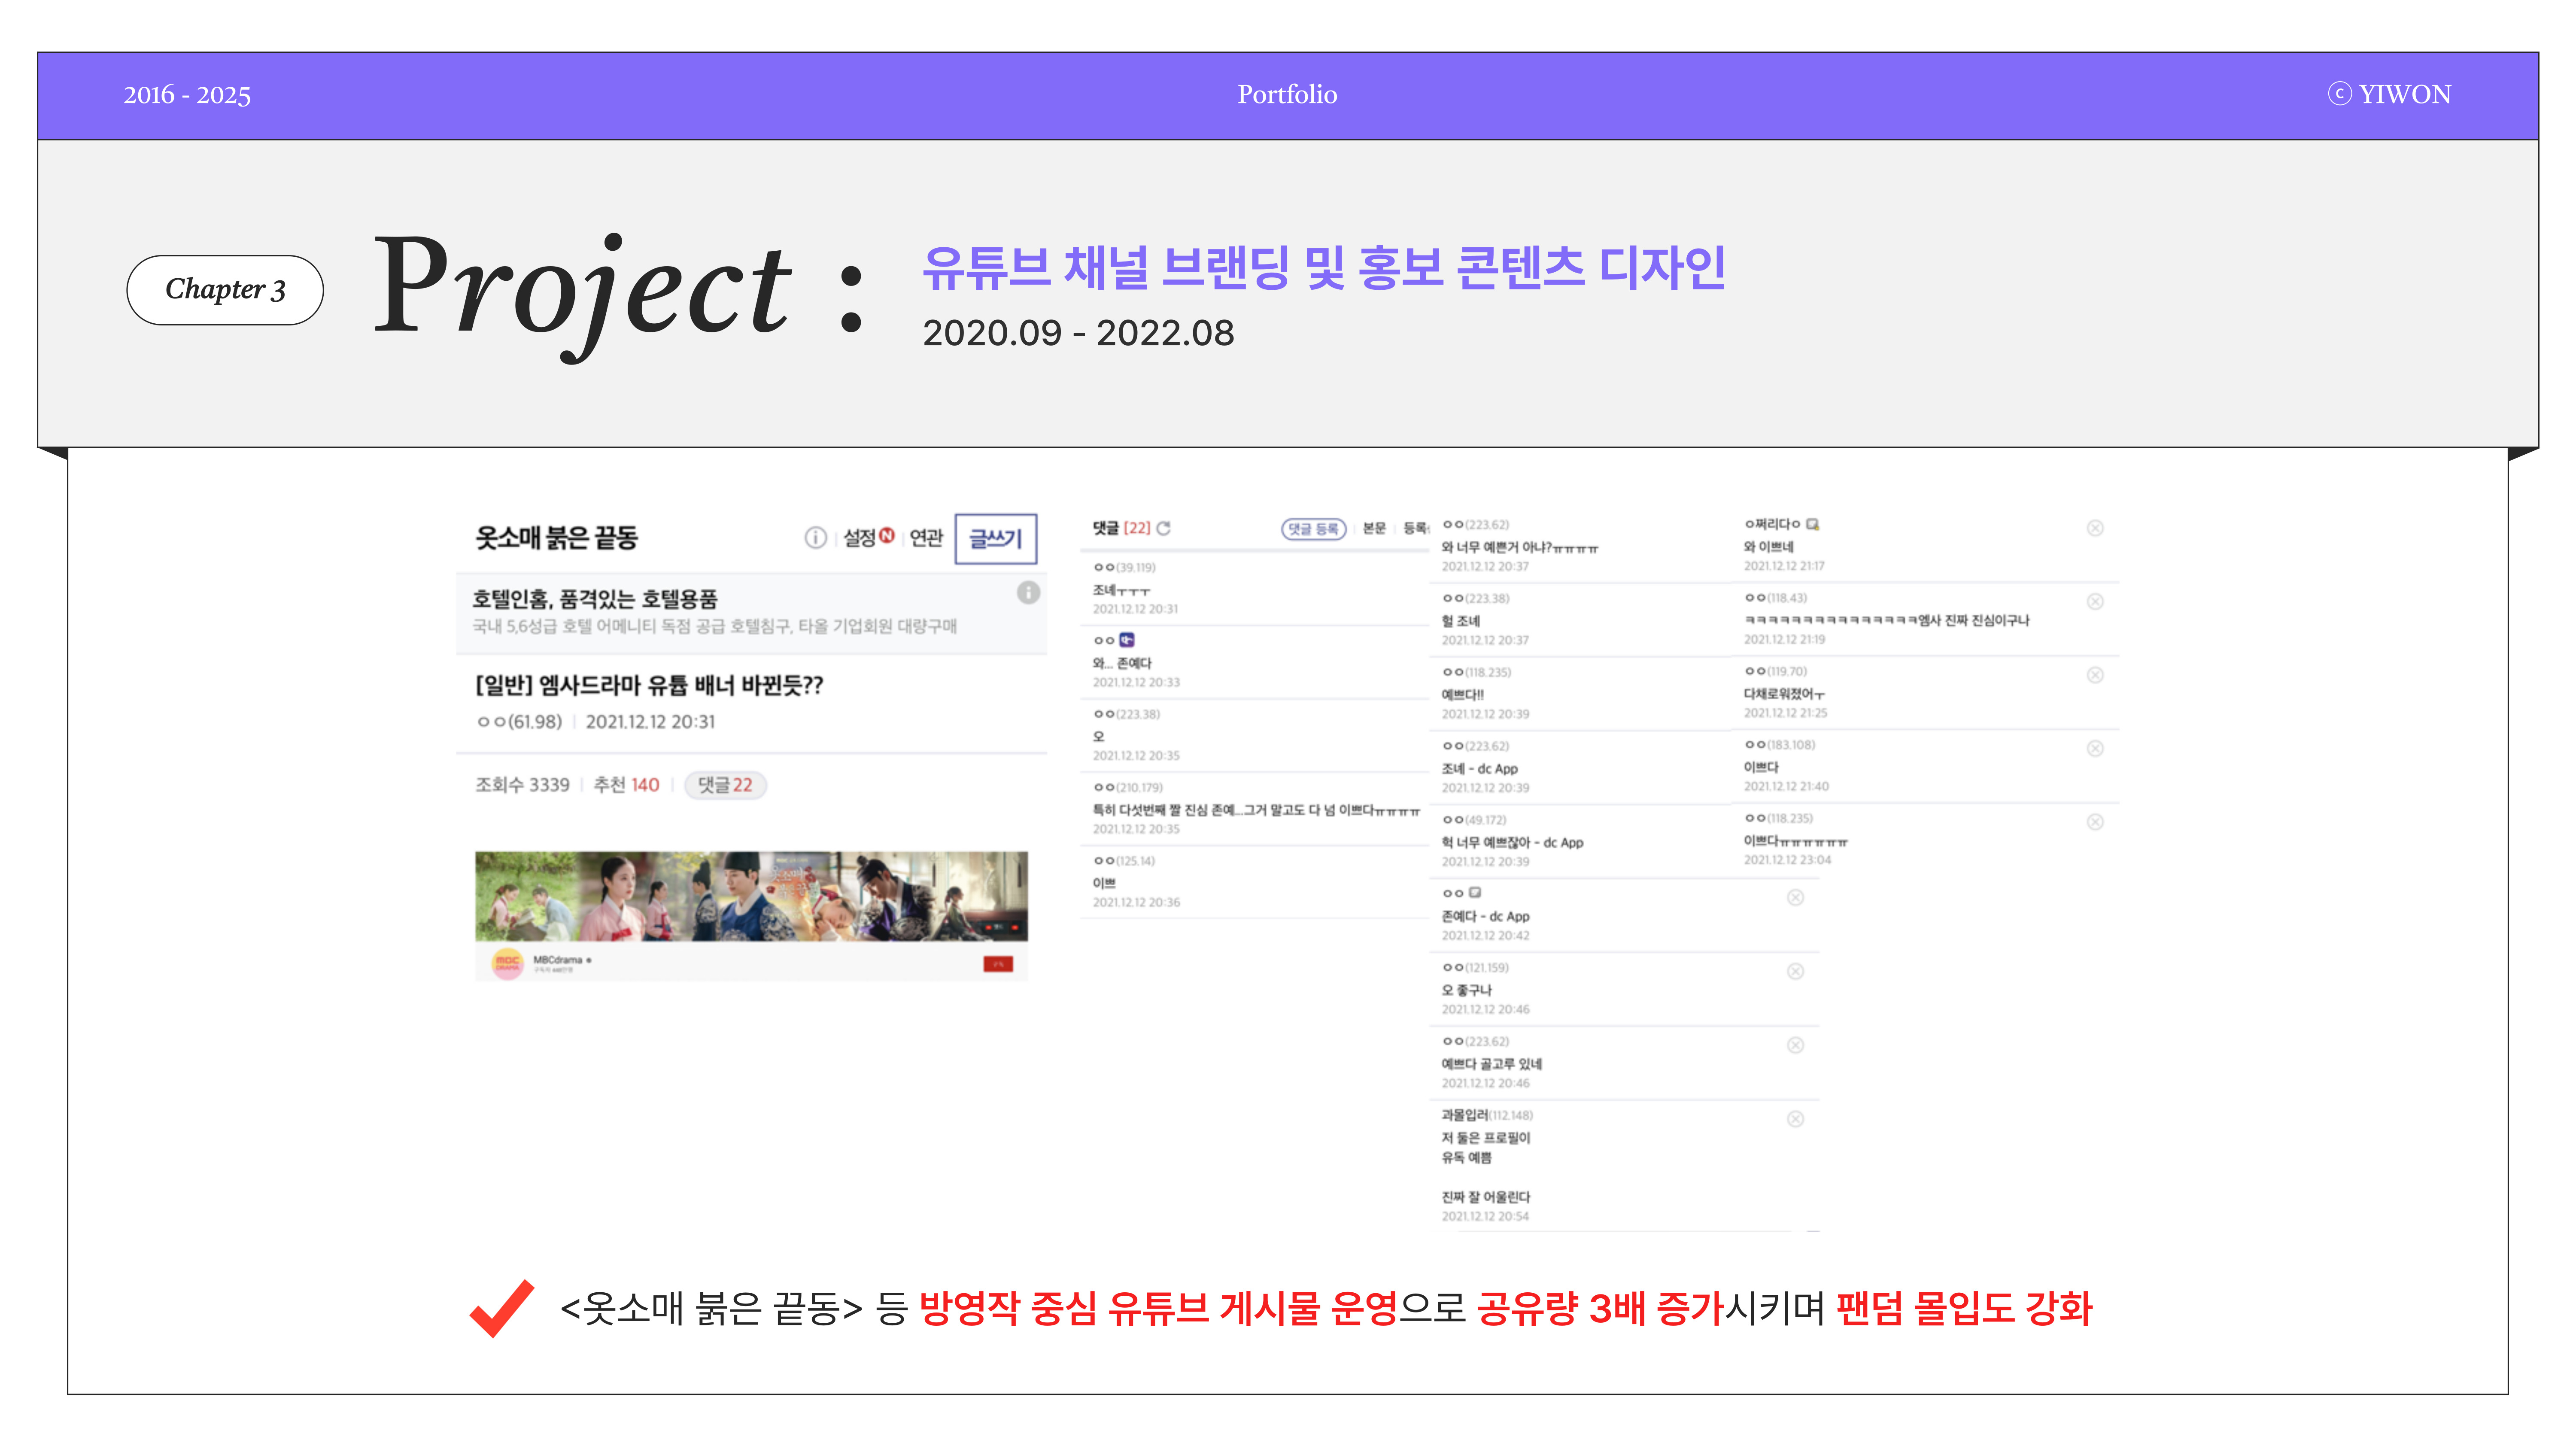 2016 - 2025
Portfolio
ⓒ YIWON
Chapter 3
Project :
유튜브 채널 브랜딩 및 홍보 콘텐츠 디자인
2020.09 - 2022.08
옷소매 붉은 끝동
설정 N 연관 글쓰기
호텔인홈, 품격있는 호텔용품
국내 5,6성급 호텔 어메니티 독점 공급 호텔침구, 타올 기업회원 대량구매
[일반] 엠사드라마 유튭 배너 바뀐듯??
ㅇㅇ(61.98) | 2021.12.12 20:31
조회수 3339 | 추천 140 | 댓글 22
MBC DRAMA
MBCdrama
댓글 [22]
댓글 등록 | 본문 | 등록
ㅇㅇ(39.119)
조녜ㅜㅜㅜ
2021.12.12 20:31
ㅇㅇ
와... 존예다
2021.12.12 20:33
ㅇㅇ(223.38)
오
2021.12.12 20:35
ㅇㅇ(210.179)
특히 다섯번째 짤 진심 존예...그거 말고도 다 넘 이쁘다ㅠㅠㅠㅠ
2021.12.12 20:35
ㅇㅇ(125.14)
이쁘
2021.12.12 20:36
ㅇㅇ(223.62)
와 너무 예쁜거 아냐?ㅠㅠㅠㅠ
2021.12.12 20:37
ㅇㅇ(223.38)
헐 조녜
2021.12.12 20:37
ㅇㅇ(118.235)
예쁘다!!
2021.12.12 20:39
ㅇㅇ(223.62)
조녜 - dc App
2021.12.12 20:39
ㅇㅇ(49.172)
헉 너무 예쁘잖아 - dc App
2021.12.12 20:39
ㅇㅇ
존예다 - dc App
2021.12.12 20:42
ㅇㅇ(121.159)
오 좋구나
2021.12.12 20:46
ㅇㅇ(223.62)
예쁘다 골고루 있네
2021.12.12 20:46
과몰입러(112.148)
저 둘은 프로필이
유독 예쁨
진짜 잘 어울린다
2021.12.12 20:54
ㅇ쩌리다ㅇ
와 이쁘네
2021.12.12 21:17
ㅇㅇ(118.43)
ㅋㅋㅋㅋㅋㅋㅋㅋㅋㅋㅋㅋㅋㅋㅋ엠사 진짜 진심이구나
2021.12.12 21:19
ㅇㅇ(119.70)
다채로워졌어ㅜ
2021.12.12 21:25
ㅇㅇ(183.108)
이쁘다
2021.12.12 21:40
ㅇㅇ(118.235)
이쁘다ㅠㅠㅠㅠㅠㅠ
2021.12.12 23:04
<옷소매 붉은 끝동> 등 방영작 중심 유튜브 게시물 운영으로 공유량 3배 증가시키며 팬덤 몰입도 강화